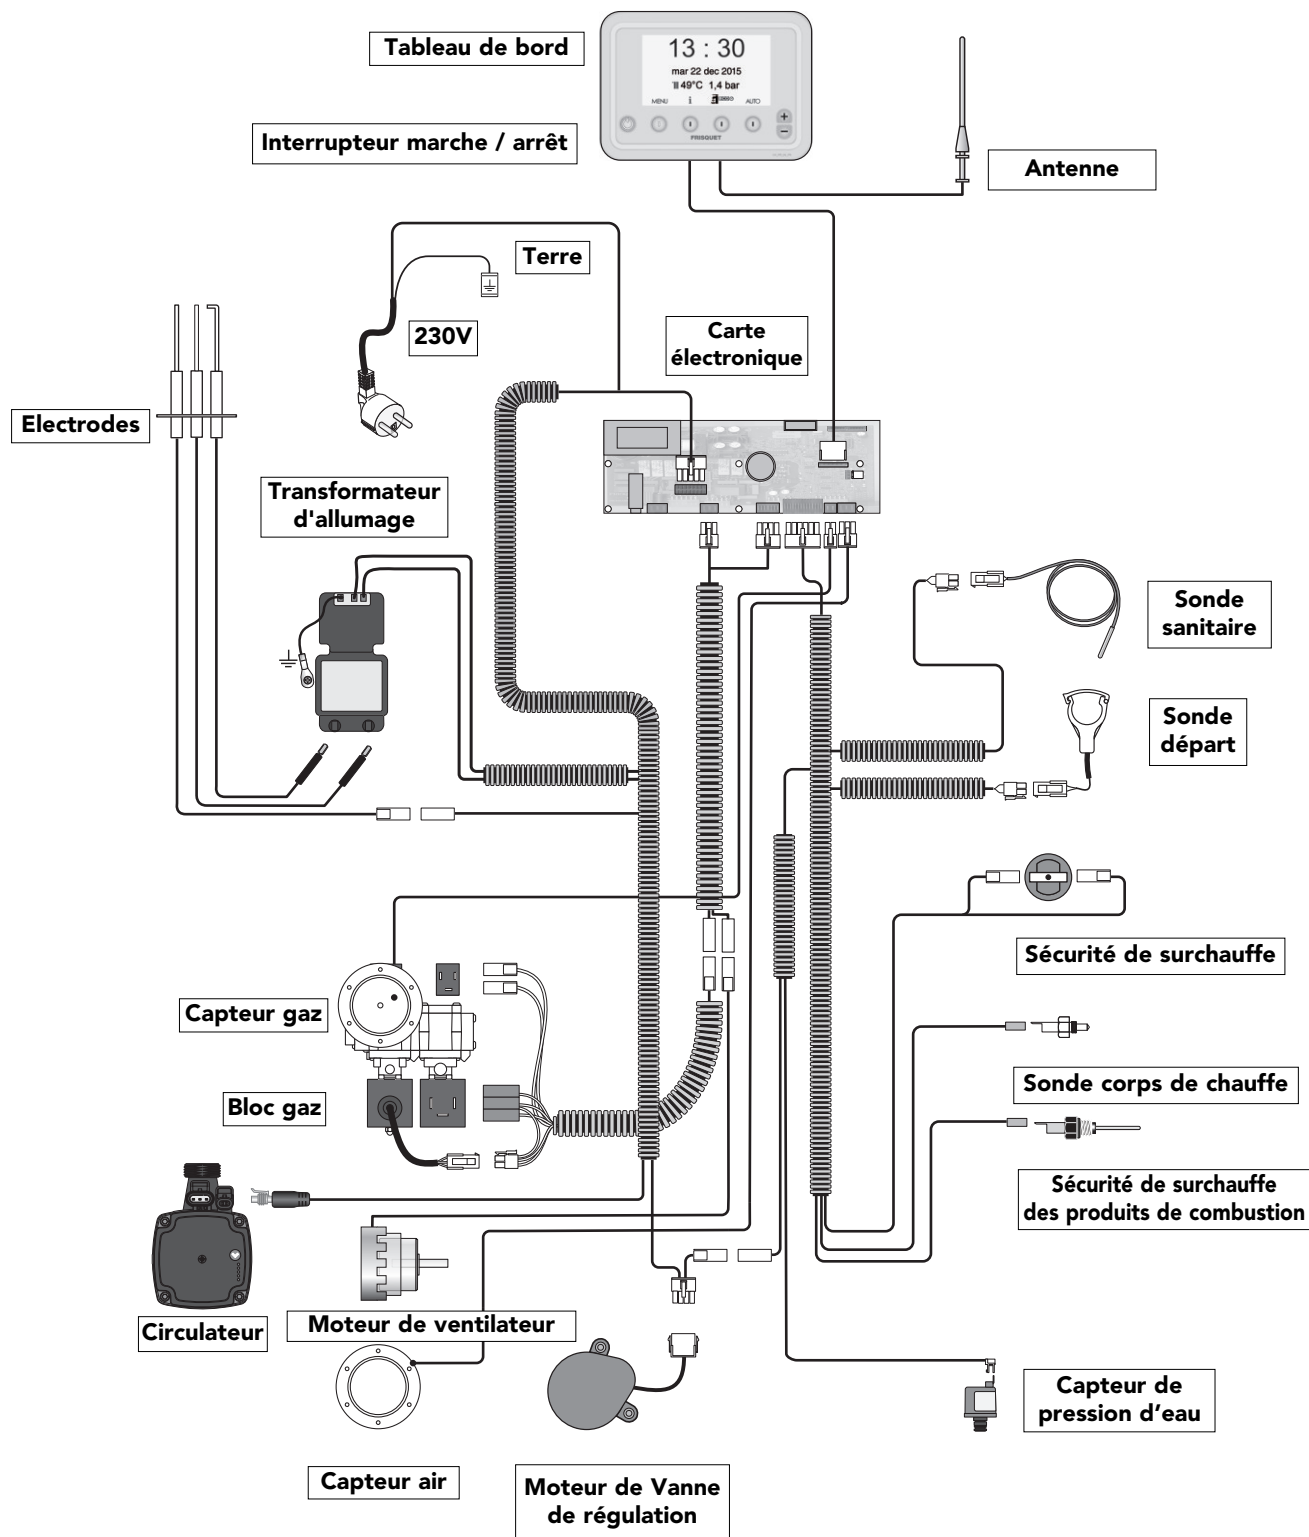 Tableau de bord
13 : 30
mar 22 dec 2015
49°C 1,4 bar
MENU i AUTO
+
−
FRISQUET
Interrupteur marche / arrêt
Antenne
Terre
230V
Carte
électronique
Electrodes
Transformateur
d'allumage
Sonde
sanitaire
Sonde
départ
Sécurité de surchauffe
Capteur gaz
Sonde corps de chauffe
Bloc gaz
Sécurité de surchauffe
des produits de combustion
Circulateur
Moteur de ventilateur
Capteur de
pression d’eau
Capteur air
Moteur de Vanne
de régulation